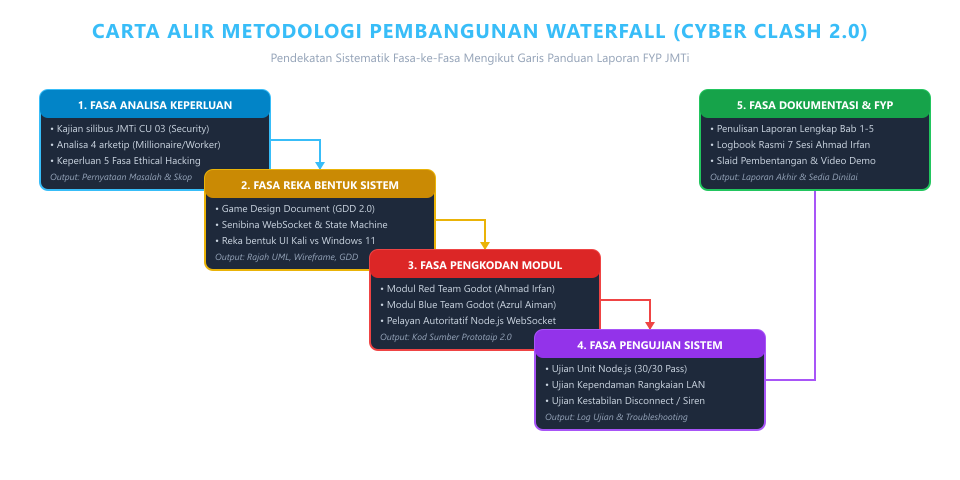 CARTA ALIR METODOLOGI PEMBANGUNAN WATERFALL (CYBER CLASH 2.0)
Pendekatan Sistematik Fasa-ke-Fasa Mengikut Garis Panduan Laporan FYP JMTi
1. FASA ANALISA KEPERLUAN
• Kajian silibus JMTi CU 03 (Security)
• Analisa 4 arketip (Millionaire/Worker)
• Keperluan 5 Fasa Ethical Hacking
Output: Pernyataan Masalah & Skop
2. FASA REKA BENTUK SISTEM
• Game Design Document (GDD 2.0)
• Senibina WebSocket & State Machine
• Reka bentuk UI Kali vs Windows 11
Output: Rajah UML, Wireframe, GDD
3. FASA PENGKODAN MODUL
• Modul Red Team Godot (Ahmad Irfan)
• Modul Blue Team Godot (Azrul Aiman)
• Pelayan Autoritatif Node.js WebSocket
Output: Kod Sumber Prototaip 2.0
4. FASA PENGUJIAN SISTEM
• Ujian Unit Node.js (30/30 Pass)
• Ujian Kependaman Rangkaian LAN
• Ujian Kestabilan Disconnect / Siren
Output: Log Ujian & Troubleshooting
5. FASA DOKUMENTASI & FYP
• Penulisan Laporan Lengkap Bab 1-5
• Logbook Rasmi 7 Sesi Ahmad Irfan
• Slaid Pembentangan & Video Demo
Output: Laporan Akhir & Sedia Dinilai